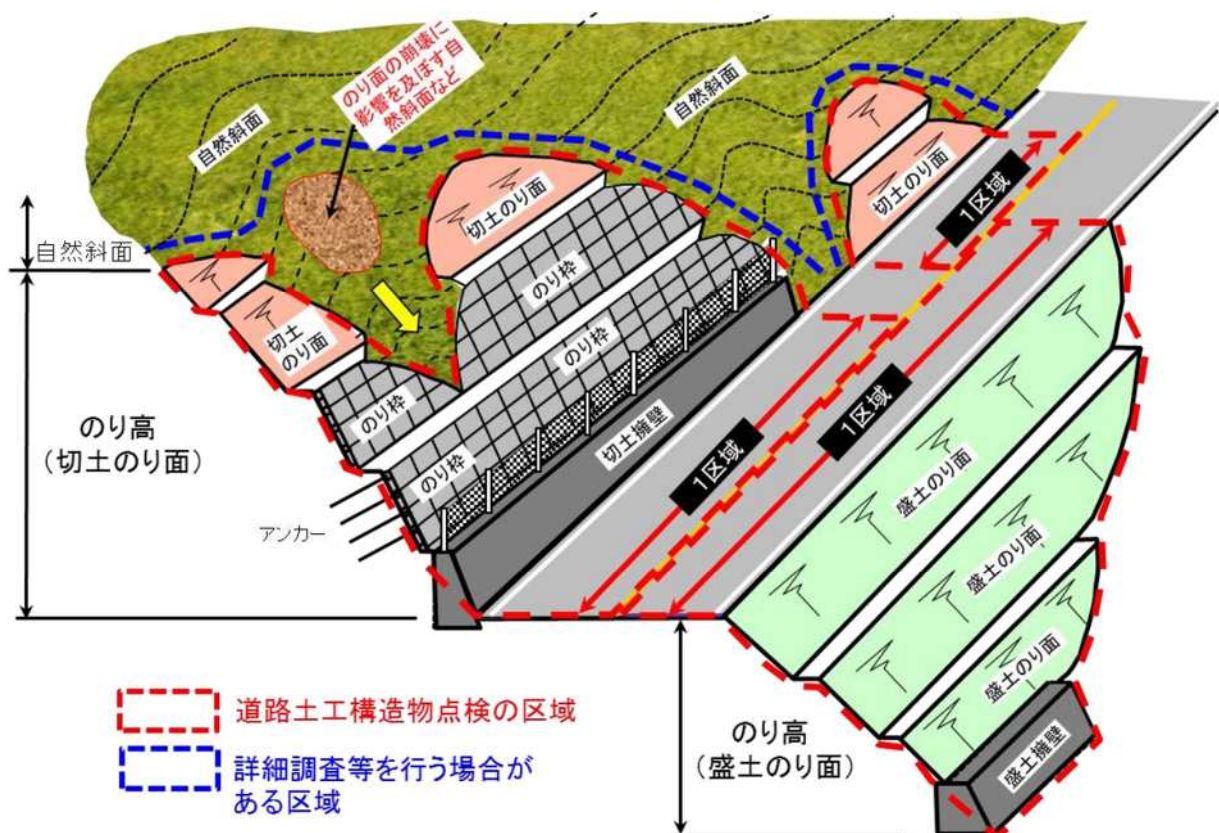 のり面の崩壊に
影響を及ぼす自
然斜面など
自然斜面
自然斜面
自然斜面
切土のり面
切土のり面
1区域
切土
のり面
のり枠
のり枠
のり枠
のり枠
切土擁壁
1区域
1区域
のり高
(切土のり面)
アンカー
盛土のり面
盛土のり面
盛土のり面
盛土擁壁
のり高
(盛土のり面)
道路土工構造物点検の区域
詳細調査等を行う場合が
ある区域